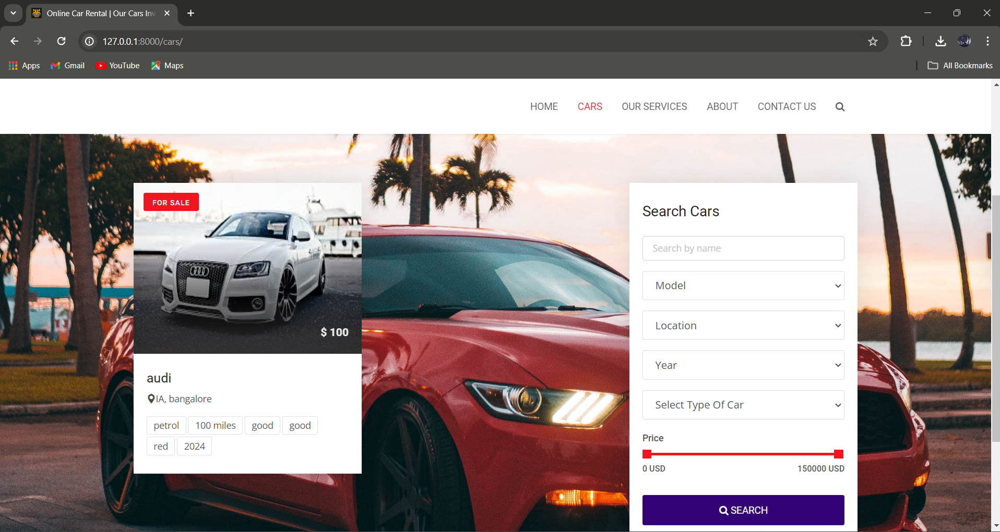 Online Car Rental | Our Cars Inv
127.0.0.1:8000/cars/
Apps Gmail YouTube Maps All Bookmarks
HOME CARS OUR SERVICES ABOUT CONTACT US
FOR SALE
$ 100
audi
IA, bangalore
petrol 100 miles good good
red 2024
Search Cars
Search by name
Model
Location
Year
Select Type Of Car
Price
0 USD 150000 USD
SEARCH